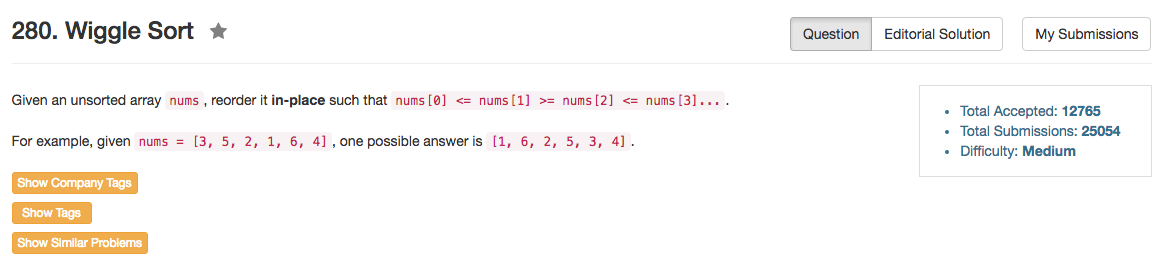 280. Wiggle Sort
Question
Editorial Solution
My Submissions
Given an unsorted array nums , reorder it in-place such that nums[0] <= nums[1] >= nums[2] <= nums[3]... .
For example, given nums = [3, 5, 2, 1, 6, 4] , one possible answer is [1, 6, 2, 5, 3, 4] .
• Total Accepted: 12765
• Total Submissions: 25054
• Difficulty: Medium
Show Company Tags
Show Tags
Show Similar Problems